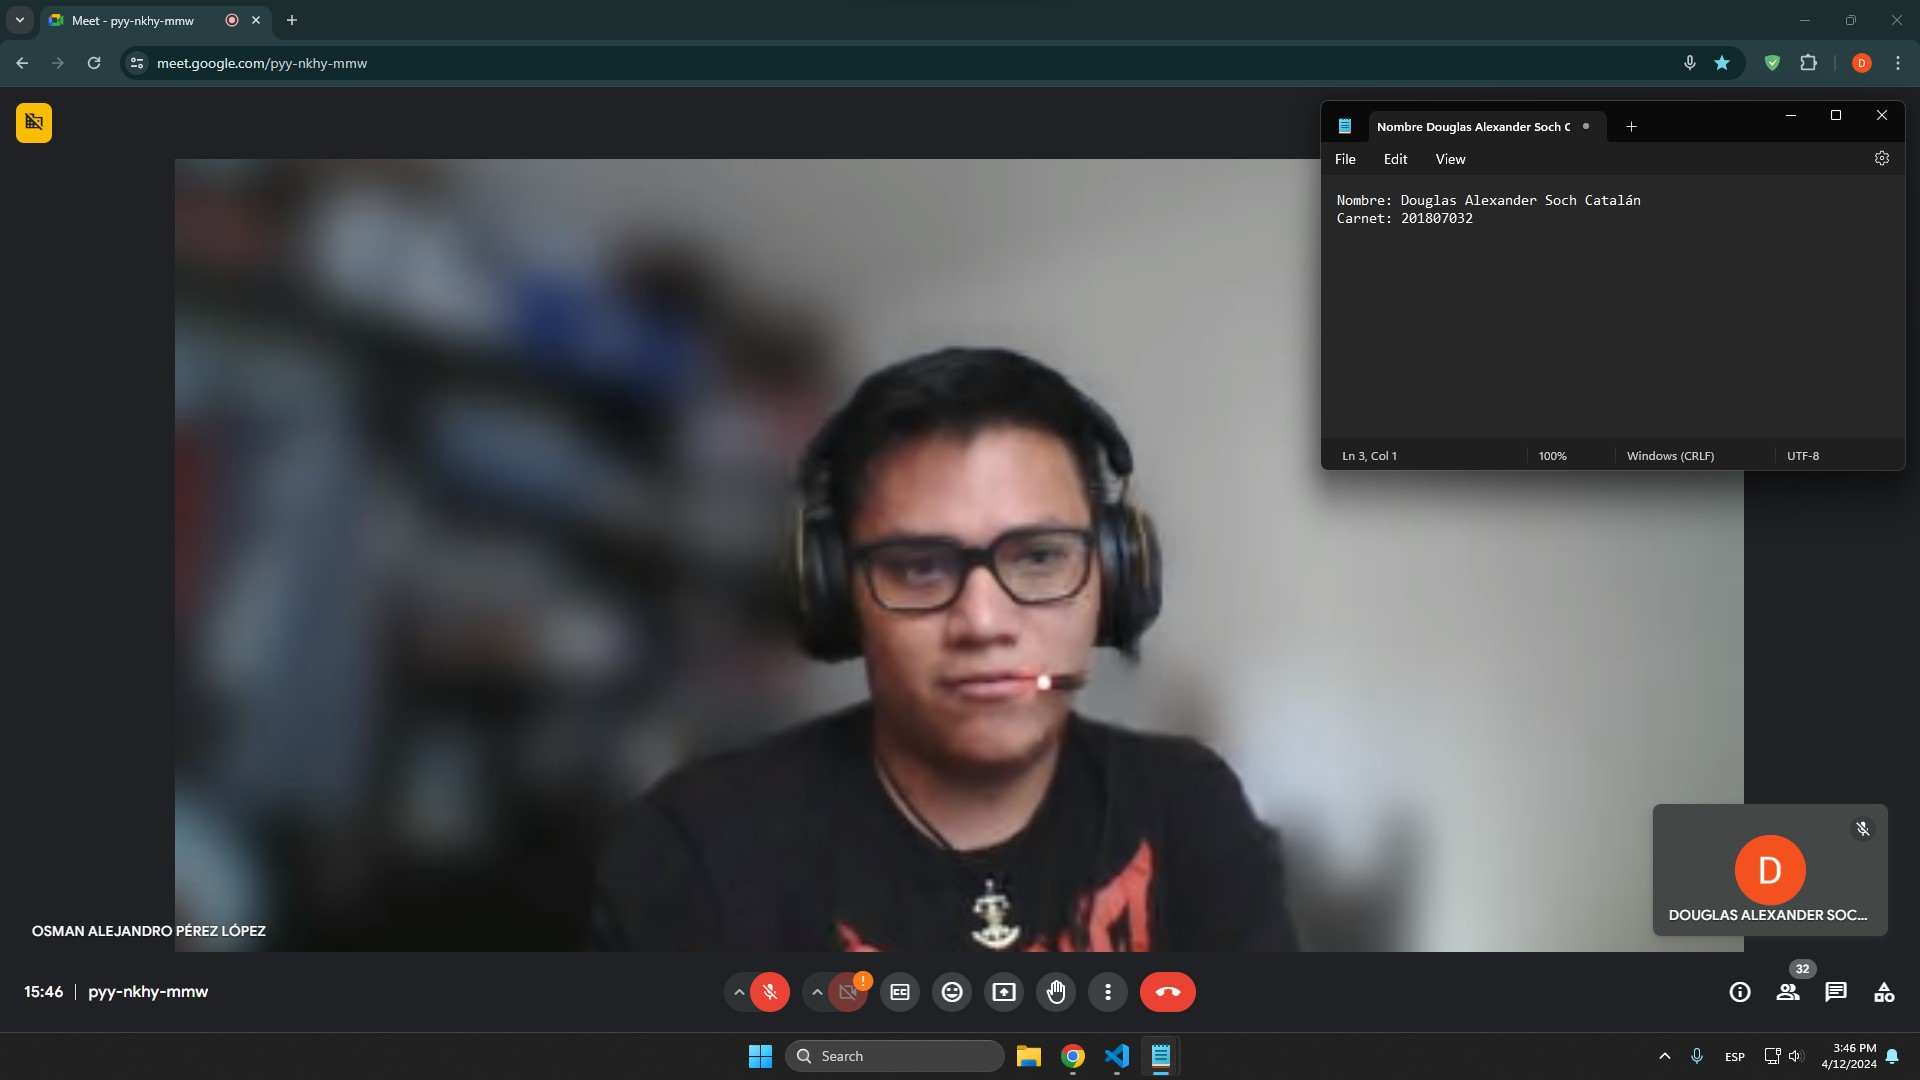 Meet - pyy-nkhy-mmw
meet.google.com/pyy-nkhy-mmw
D
Nombre Douglas Alexander Soch C
File Edit View
Nombre: Douglas Alexander Soch Catalán
Carnet: 201807032
Ln 3, Col 1 100% Windows (CRLF) UTF-8
D
DOUGLAS ALEXANDER SOC...
OSMAN ALEJANDRO PÉREZ LÓPEZ
15:46 | pyy-nkhy-mmw
!
CC
32
Search
ESP
3:46 PM
4/12/2024